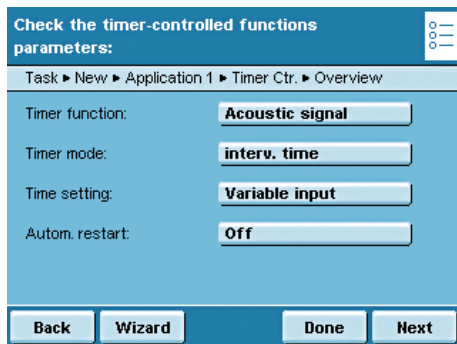 Check the timer-controlled functions
parameters:
Task ▸ New ▸ Application 1 ▸ Timer Ctr. ▸ Overview
Timer function: Acoustic signal
Timer mode: interv. time
Time setting: Variable input
Autom. restart: Off
Back Wizard Done Next